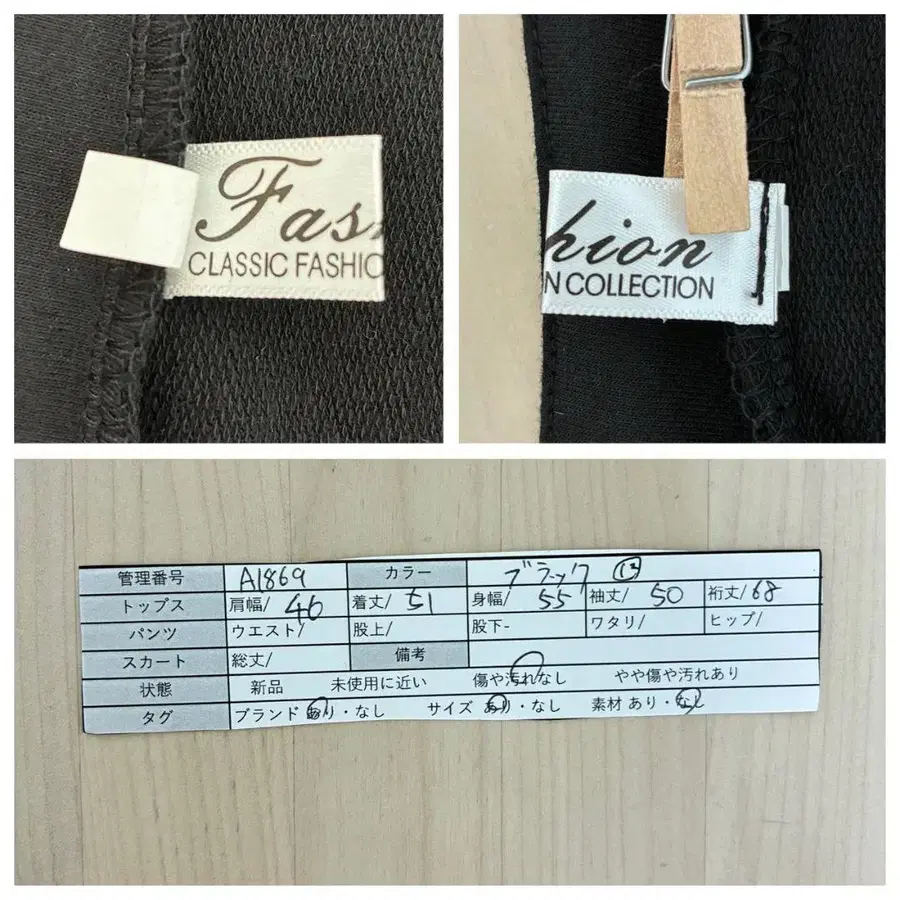 Fas
CLASSIC FASHIO
hion
N COLLECTION
管理番号 A1869 カラー ブラック ⑬
トップス 肩幅/ 46 着丈/ 51 身幅/ 55 袖丈/ 50 裄丈/ 68
パンツ ウエスト/ 股上/ 股下- ワタリ/ ヒップ/
スカート 総丈/ 備考
状態 新品 未使用に近い 傷や汚れなし やや傷や汚れあり
タグ ブランド あり・なし サイズ あり・なし 素材 あり・なし